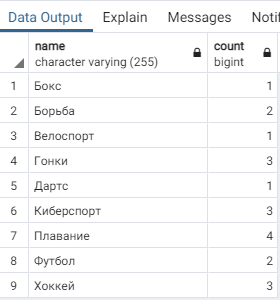 Data Output Explain Messages Notif
name count
character varying (255) bigint
1 Бокс 1
2 Борьба 2
3 Велоспорт 1
4 Гонки 3
5 Дартс 1
6 Киберспорт 3
7 Плавание 4
8 Футбол 2
9 Хоккей 3